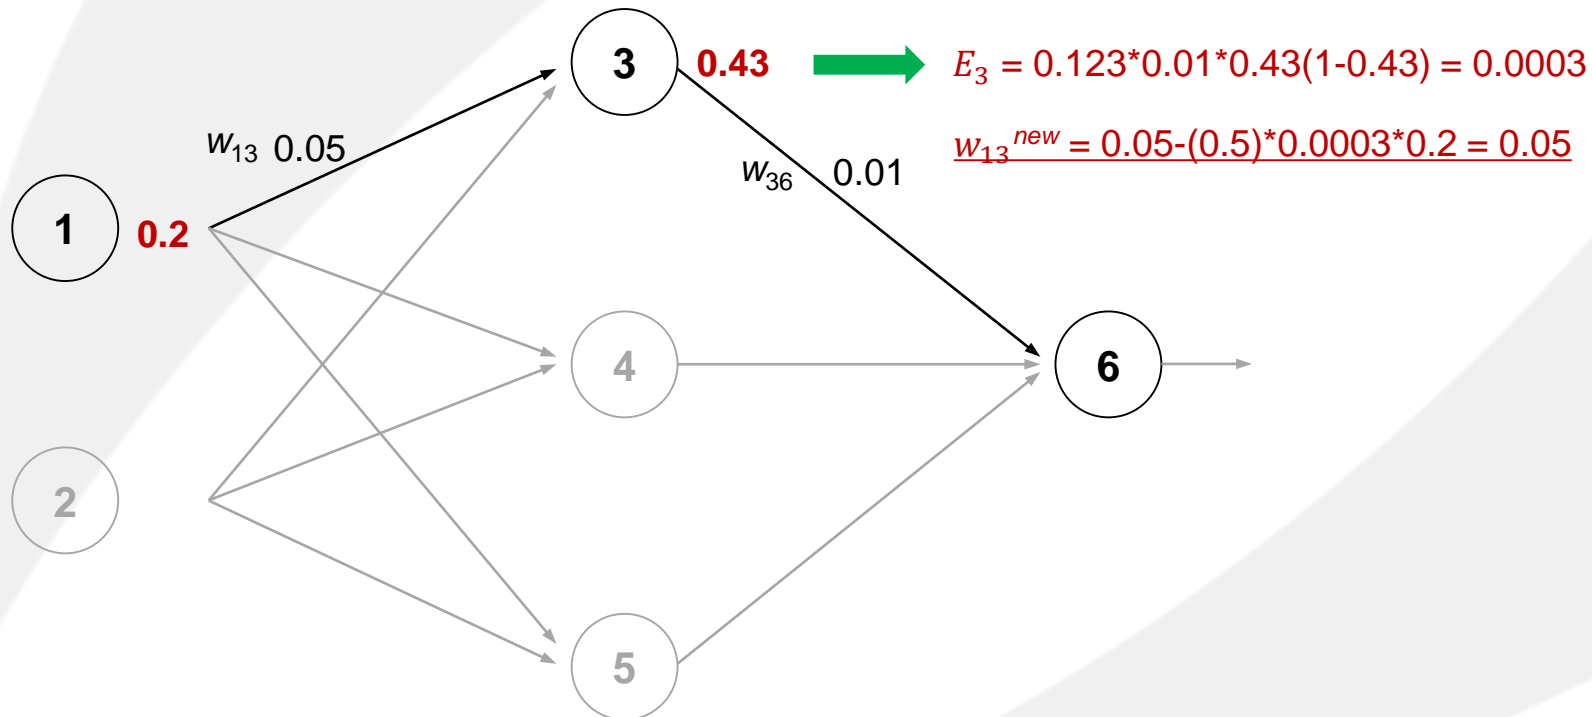 3
0.43
E₃ = 0.123*0.01*0.43(1-0.43) = 0.0003
w₁₃ 0.05
w₁₃ⁿᵉʷ = 0.05-(0.5)*0.0003*0.2 = 0.05
w₃₆ 0.01
1
0.2
4
6
2
5